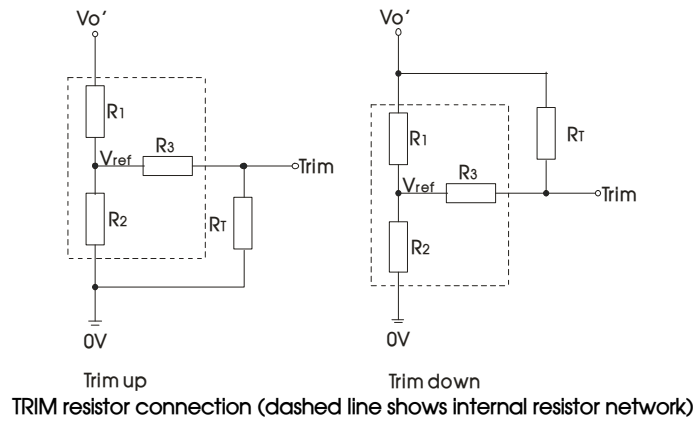 Vo’ Vo’
R1 R3 Vref Trim R2 RT 0V
R1 RT R3 Vref Trim R2 0V
Trim up Trim down
TRIM resistor connection (dashed line shows internal resistor network)